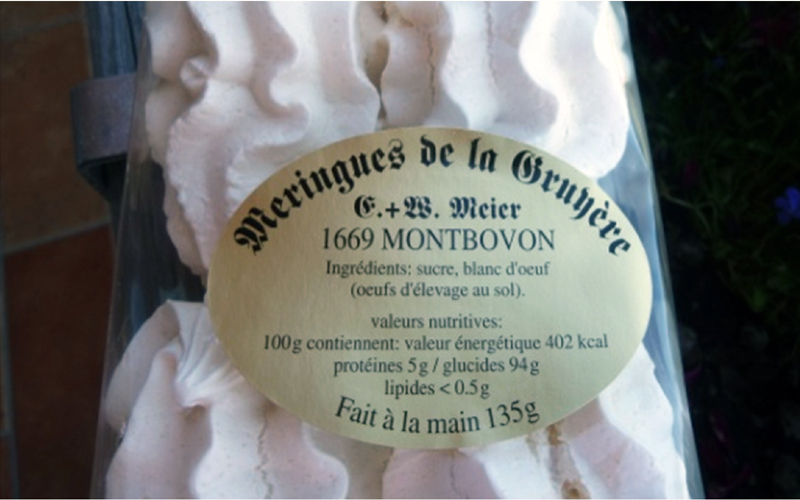 Meringues de la Gruyère
E.+W. Meier
1669 MONTBOVON
Ingrédients: sucre, blanc d'oeuf
(oeufs d'élevage au sol).
valeurs nutritives:
100g contiennent: valeur énergétique 402 kcal
protéines 5g / glucides 94g
lipides < 0.5g
Fait à la main 135g